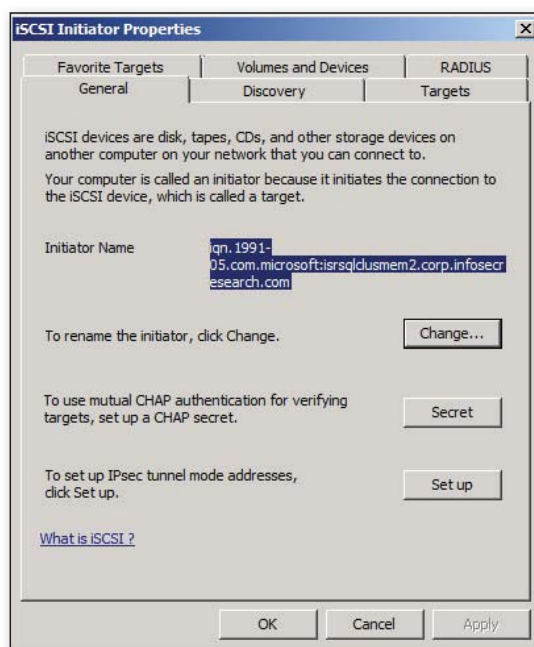 iSCSI Initiator Properties
Favorite Targets
Volumes and Devices
RADIUS
General
Discovery
Targets
iSCSI devices are disk, tapes, CDs, and other storage devices on
another computer on your network that you can connect to.
Your computer is called an initiator because it initiates the connection to
the iSCSI device, which is called a target.
Initiator Name
iqn.1991-
05.com.microsoft:isrsqlclusmem2.corp.infosecr
esearch.com
To rename the initiator, click Change.
Change...
To use mutual CHAP authentication for verifying
targets, set up a CHAP secret.
Secret
To set up IPsec tunnel mode addresses,
click Set up.
Set up
What is iSCSI ?
OK
Cancel
Apply